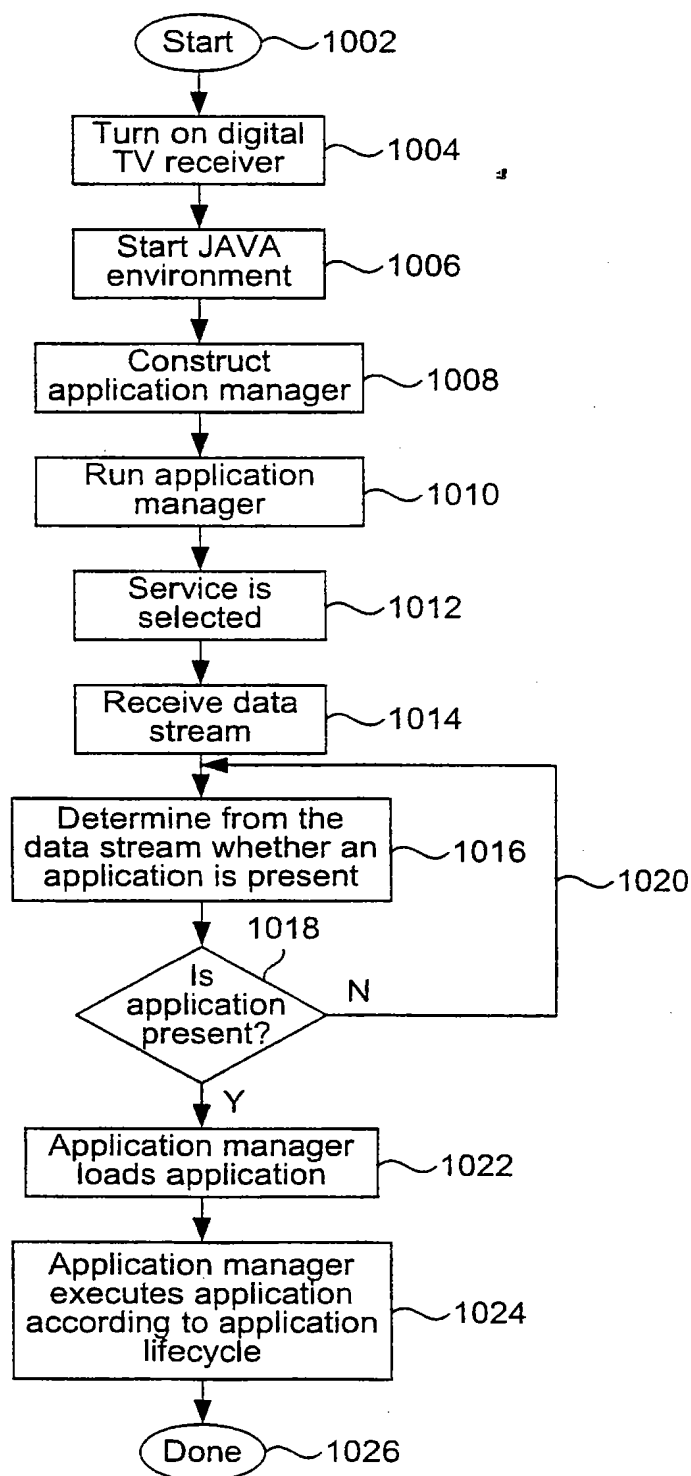 Start
1002
Turn on digital
TV receiver
1004
Start JAVA
environment
1006
Construct
application manager
1008
Run application
manager
1010
Service is
selected
1012
Receive data
stream
1014
Determine from the
data stream whether an
application is present
1016
1020
1018
Is
application
present?
N
Y
Application manager
loads application
1022
Application manager
executes application
according to application
lifecycle
1024
Done
1026